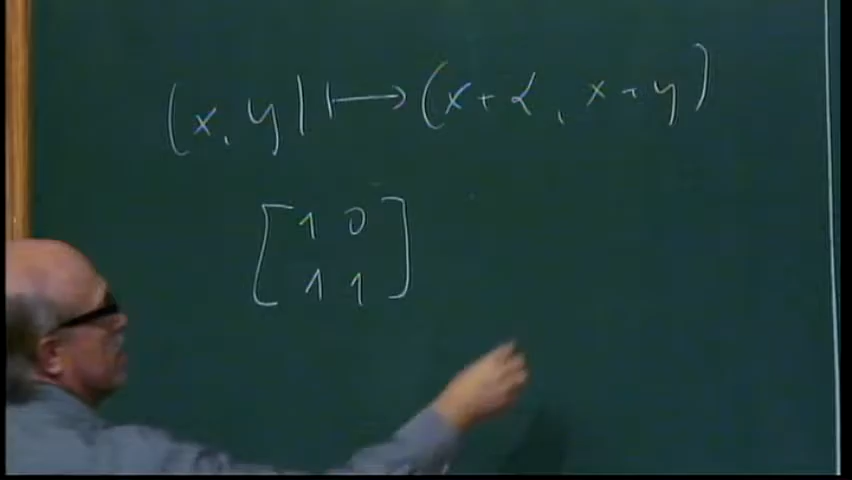 (x, y) ↦ (x + α, x + y)
[1 0
1 1]